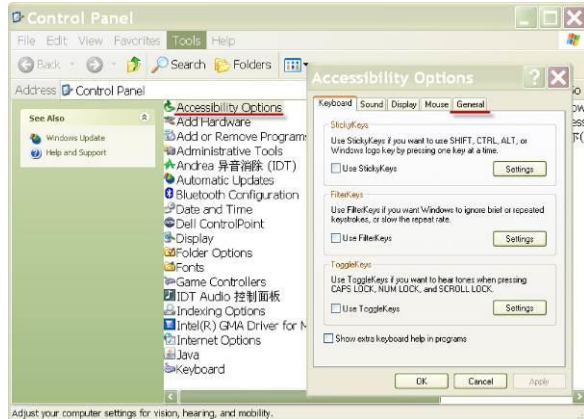 Control Panel
File Edit View Favorites Tools Help
Back Search Folders
Address Control Panel
See Also
Windows Update
Help and Support
Accessibility Options
Add Hardware
Add or Remove Programs
Administrative Tools
Andrea 异音消除 (IDT)
Automatic Updates
Bluetooth Configuration
Date and Time
Dell ControlPoint
Display
Folder Options
Fonts
Game Controllers
IDT Audio 控制面板
Indexing Options
Intel(R) GMA Driver for M
Internet Options
Java
Keyboard
Accessibility Options
Keyboard Sound Display Mouse General
StickyKeys
Use StickyKeys if you want to use SHIFT, CTRL, ALT, or
Windows logo key by pressing one key at a time.
Use StickyKeys Settings
FilterKeys
Use FilterKeys if you want Windows to ignore brief or repeated
keystrokes, or slow the repeat rate.
Use FilterKeys Settings
ToggleKeys
Use ToggleKeys if you want to hear tones when pressing
CAPS LOCK, NUM LOCK, and SCROLL LOCK.
Use ToggleKeys Settings
Show extra keyboard help in programs
OK Cancel Apply
Adjust your computer settings for vision, hearing, and mobility.